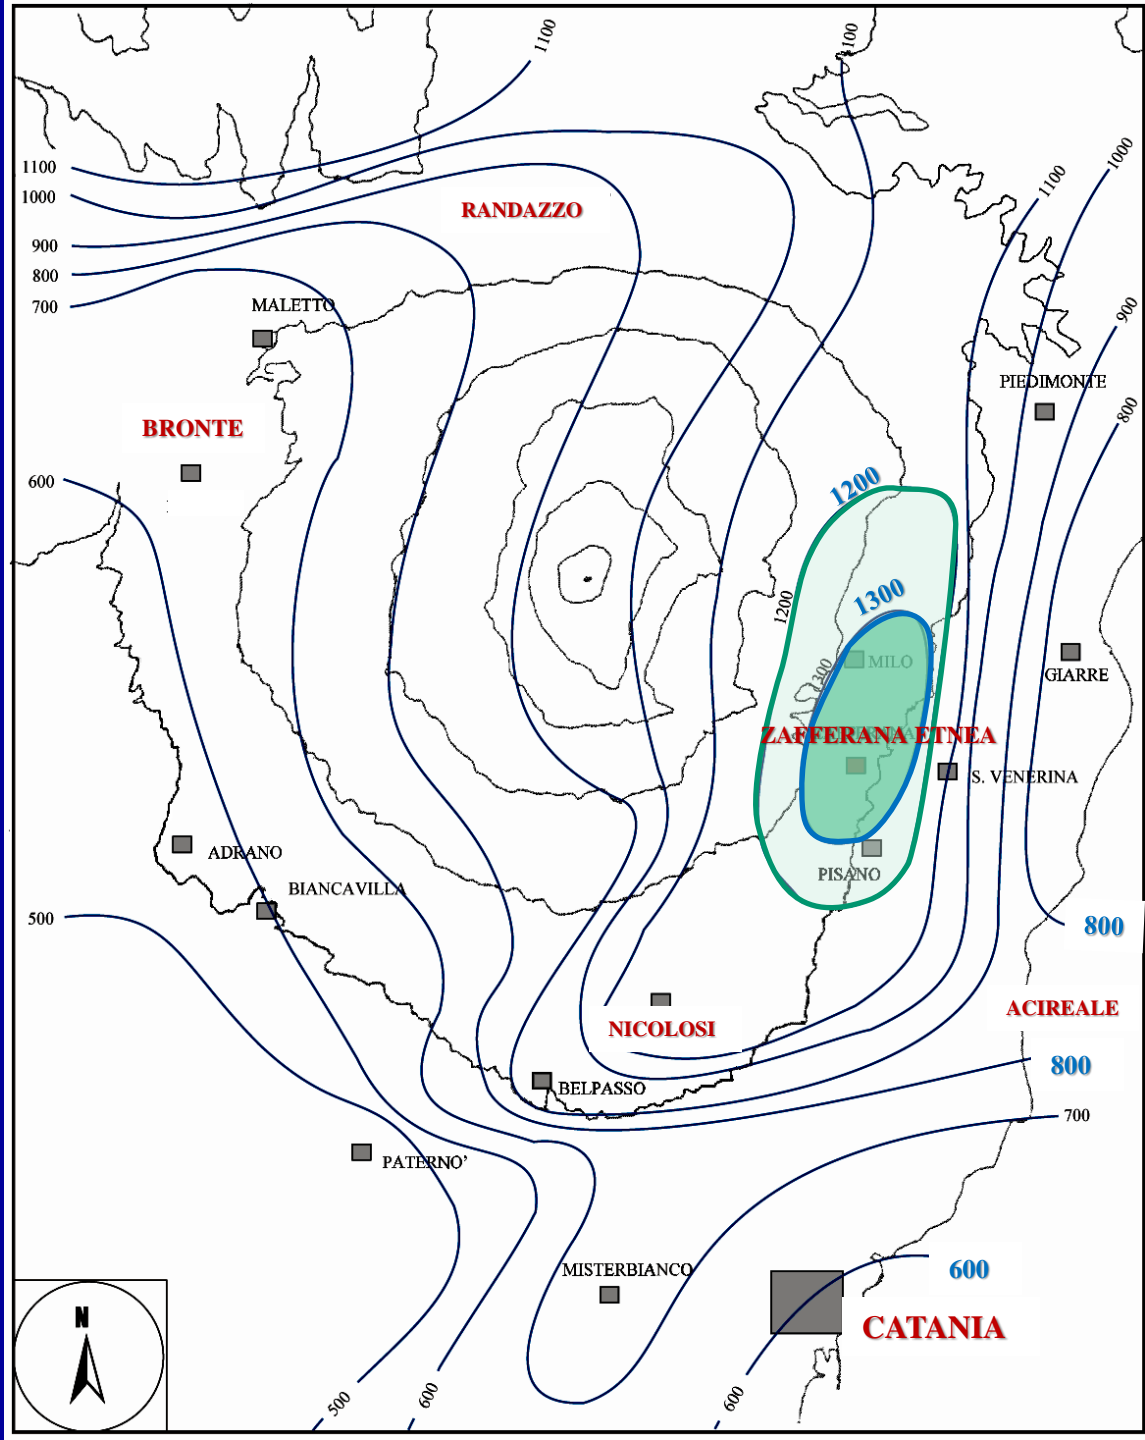 1100
1100
1100
1000
1100
1000
RANDAZZO
900
800
700
MALETTO
900
PIEDIMONTE
800
BRONTE
600
1200
1300
1200
MILO
1300
GIARRE
ZAFFERANA ETNEA
S. VENERINA
ADRANO
PISANO
BIANCAVILLA
500
800
ACIREALE
NICOLOSI
800
BELPASSO
700
PATERNO’
MISTERBIANCO
600
N
CATANIA
500
600
600